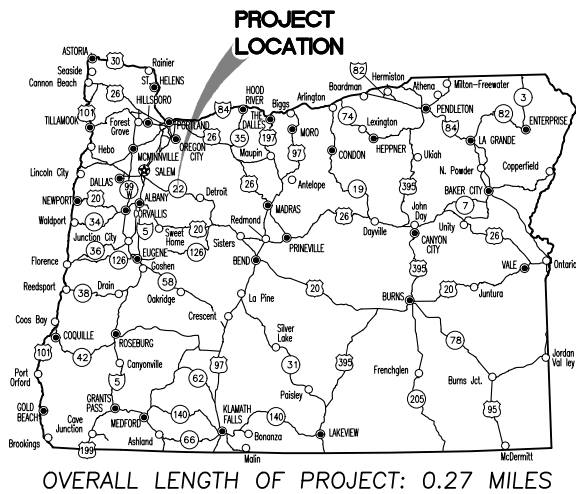 PROJECT
LOCATION
ASTORIA
30
Rainier
Seaside
ST. HELENS
Cannon Beach
26
HILLSBORO
101
TILLAMOOK
Forest Grove
PORTLAND
OREGON CITY
84
HOOD RIVER
THE DALLES
Biggs
Arlington
Boardman
82
Hermiston
Athena
Milton-Freewater
3
PENDLETON
82
ENTERPRISE
84
LA GRANDE
74
Lexington
HEPPNER
26
35
197
MORO
Hebo
MCMINNVILLE
Maupin
97
CONDON
Ukiah
N. Powder
Copperfield
Lincoln City
SALEM
DALLAS
99 W
22
Detroit
26
Antelope
19
395
BAKER CITY
NEWPORT
20
ALBANY
CORVALLIS
MADRAS
7
Waldport
34
5
Sweet Home
20
Redmond
26
Dayville
John Day
Unity
26
Junction City
36
126
126
Sisters
PRINEVILLE
CANYON CITY
Florence
EUGENE
Goshen
BEND
395
VALE
Ontario
Reedsport
38
Drain
58
Oakridge
La Pine
20
BURNS
20
Juntura
20
Coos Bay
Crescent
COQUILLE
ROSEBURG
Silver Lake
78
101
42
31
395
Jordan Val ley
Port Orford
Canyonville
97
Frenchglen
Burns Jct.
5
62
Paisley
205
95
GOLD BEACH
GRANTS PASS
MEDFORD
140
KLAMATH FALLS
140
Cave Junction
Ashland
66
Bonanza
LAKEVIEW
Brookings
199
Malin
McDermitt
OVERALL LENGTH OF PROJECT: 0.27 MILES